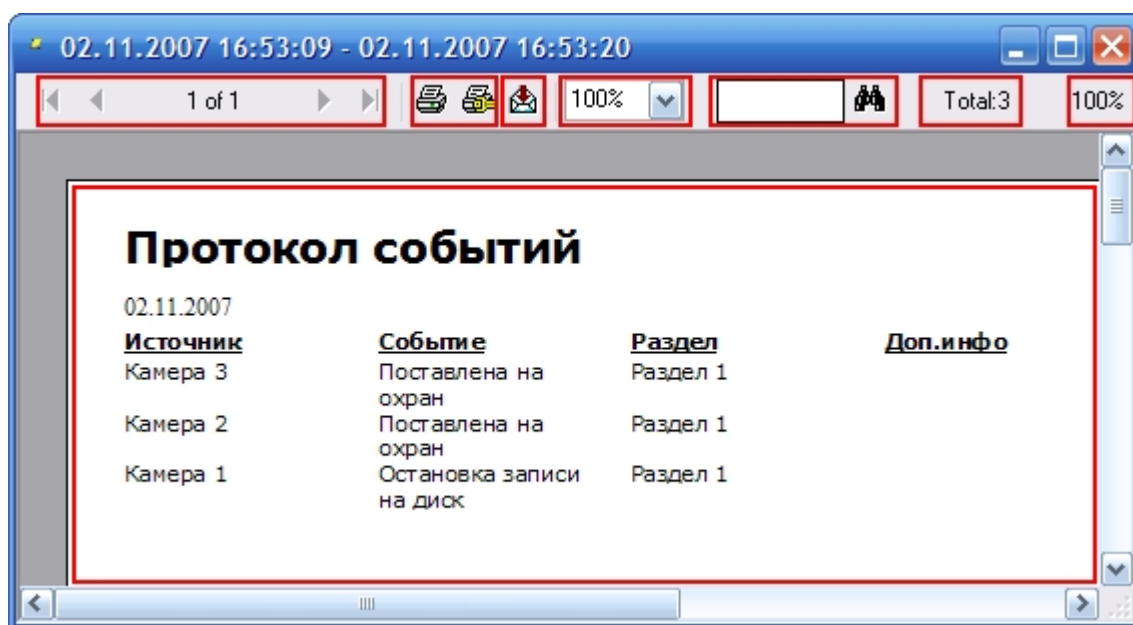 02.11.2007 16:53:09 - 02.11.2007 16:53:20
1 of 1 100% Total:3 100%
Протокол событий
02.11.2007
Источник Событие Раздел Доп.инфо
Камера 3 Поставлена на Раздел 1
охран
Камера 2 Поставлена на Раздел 1
охран
Камера 1 Остановка записи Раздел 1
на диск